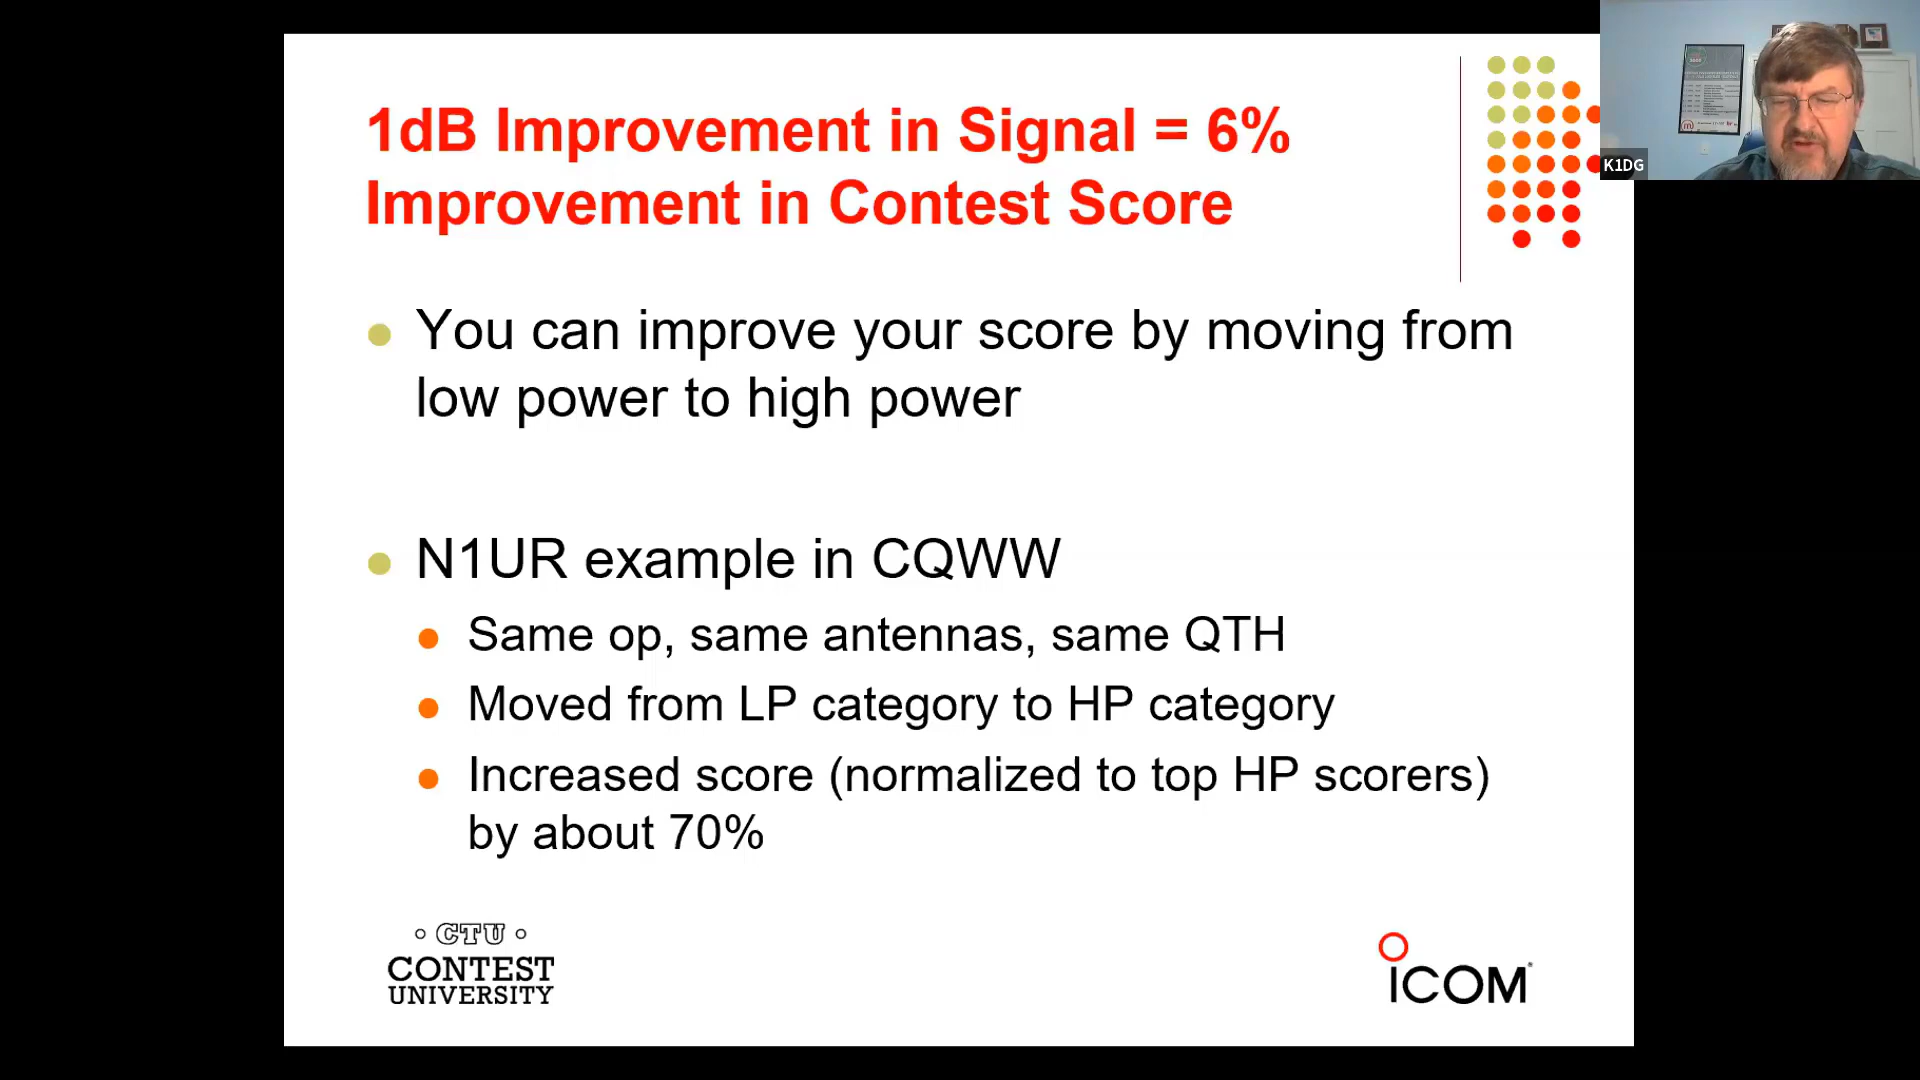 1dB Improvement in Signal = 6%
Improvement in Contest Score
You can improve your score by moving from
low power to high power
N1UR example in CQWW
Same op, same antennas, same QTH
Moved from LP category to HP category
Increased score (normalized to top HP scorers)
by about 70%
CTU
CONTEST
UNIVERSITY
ICOM
K1DG